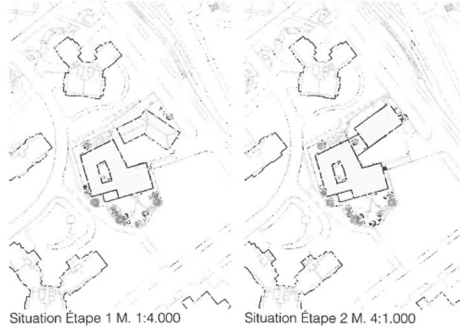 Situation Étape 1 M. 1:4.000
Situation Étape 2 M. 4:1.000